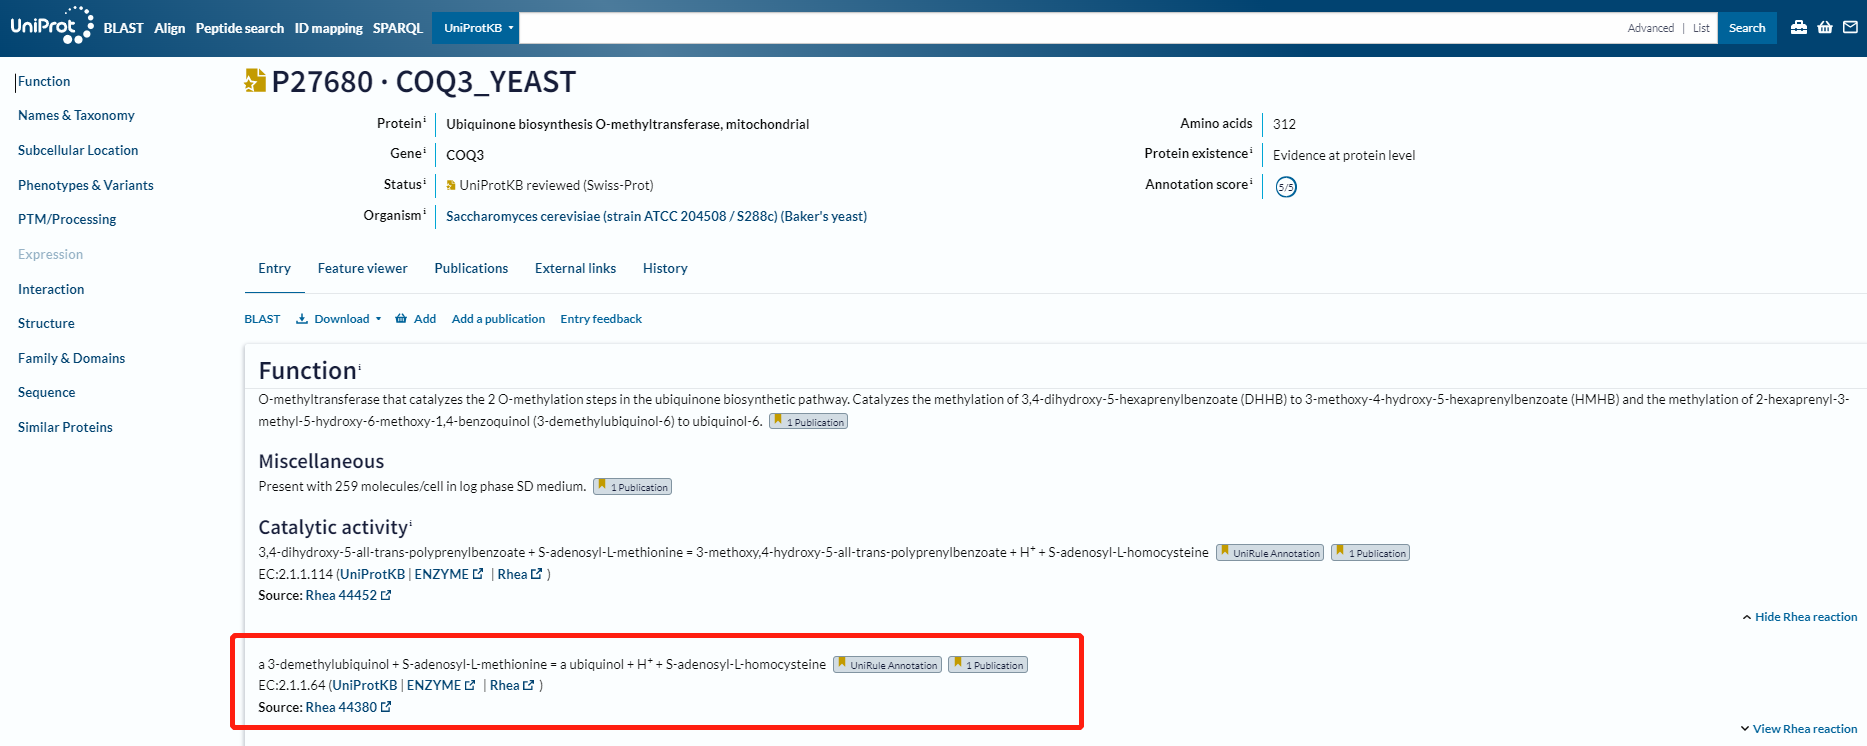 UniProt BLAST Align Peptide search ID mapping SPARQL UniProtKB Advanced | List Search
Function
Names & Taxonomy
Subcellular Location
Phenotypes & Variants
PTM/Processing
Expression
Interaction
Structure
Family & Domains
Sequence
Similar Proteins
P27680 · COQ3_YEAST
Proteinⁱ Ubiquinone biosynthesis O-methyltransferase, mitochondrial
Geneⁱ COQ3
Statusⁱ UniProtKB reviewed (Swiss-Prot)
Organismⁱ Saccharomyces cerevisiae (strain ATCC 204508 / S288c) (Baker's yeast)
Amino acids 312
Protein existenceⁱ Evidence at protein level
Annotation scoreⁱ 5/5
Entry Feature viewer Publications External links History
BLAST Download Add Add a publication Entry feedback
Functionⁱ
O-methyltransferase that catalyzes the 2 O-methylation steps in the ubiquinone biosynthetic pathway. Catalyzes the methylation of 3,4-dihydroxy-5-hexaprenylbenzoate (DHHB) to 3-methoxy-4-hydroxy-5-hexaprenylbenzoate (HMHB) and the methylation of 2-hexaprenyl-3-
methyl-5-hydroxy-6-methoxy-1,4-benzoquinol (3-demethylubiquinol-6) to ubiquinol-6. 1 Publication
Miscellaneous
Present with 259 molecules/cell in log phase SD medium. 1 Publication
Catalytic activityⁱ
3,4-dihydroxy-5-all-trans-polyprenylbenzoate + S-adenosyl-L-methionine = 3-methoxy,4-hydroxy-5-all-trans-polyprenylbenzoate + H⁺ + S-adenosyl-L-homocysteine UniRule Annotation 1 Publication
EC:2.1.1.114 (UniProtKB | ENZYME | Rhea )
Source: Rhea 44452
Hide Rhea reaction
a 3-demethylubiquinol + S-adenosyl-L-methionine = a ubiquinol + H⁺ + S-adenosyl-L-homocysteine UniRule Annotation 1 Publication
EC:2.1.1.64 (UniProtKB | ENZYME | Rhea )
Source: Rhea 44380
View Rhea reaction